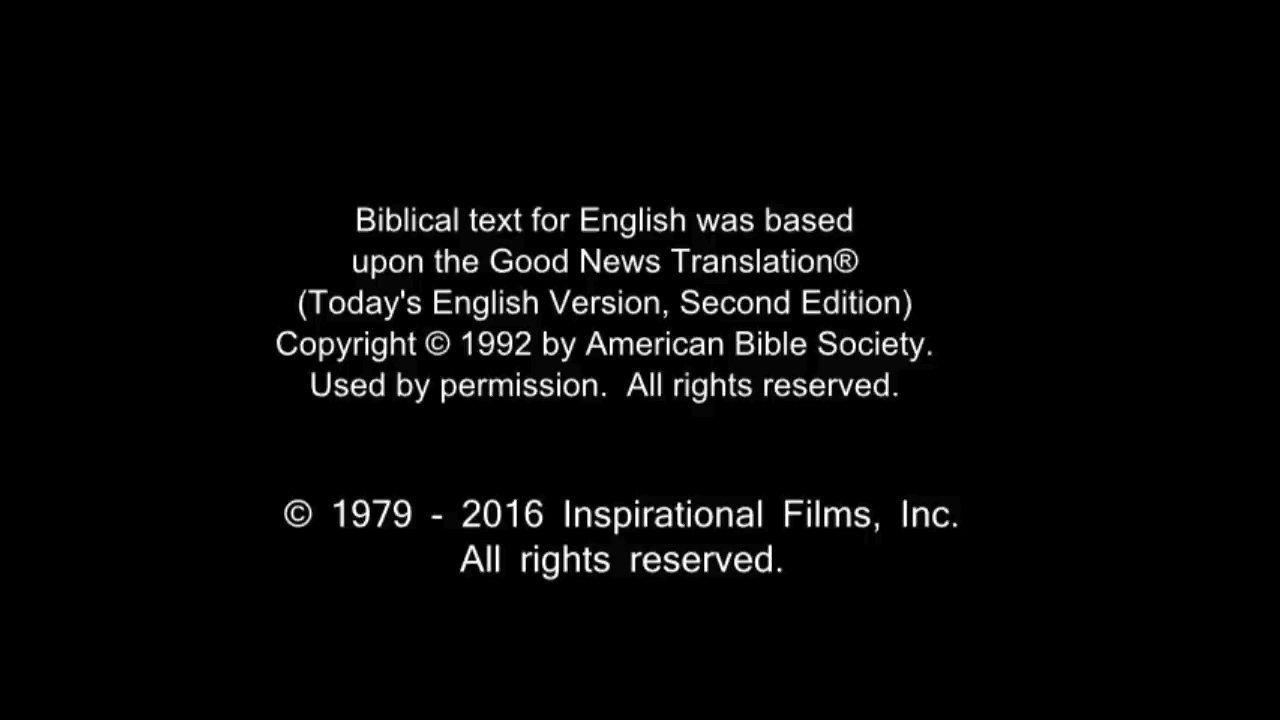 Biblical text for English was based
upon the Good News Translation®
(Today's English Version, Second Edition)
Copyright © 1992 by American Bible Society.
Used by permission.  All rights reserved.
© 1979 - 2016 Inspirational Films, Inc.
All rights reserved.